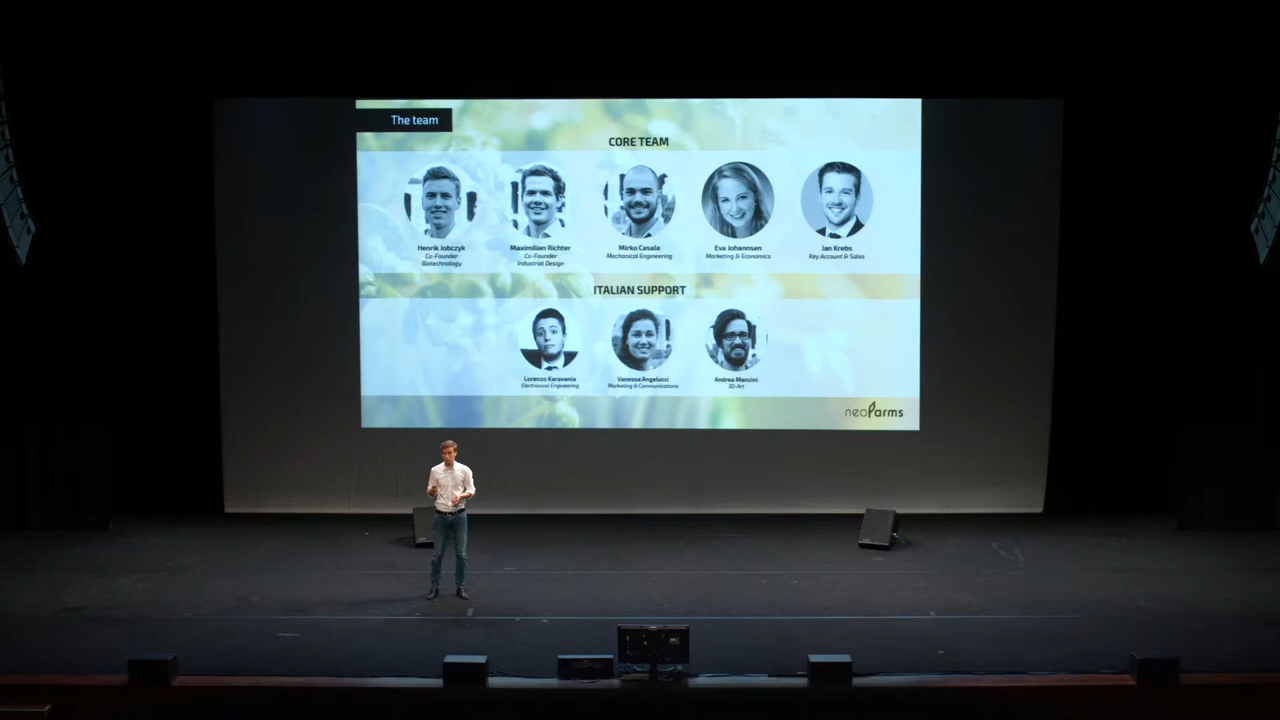 The team
CORE TEAM
Henrik Jobczyk
Co-Founder
Biotechnology
Maximilian Richter
Co-Founder
Industrial Design
Mirko Casale
Mechanical Engineering
Eva Johannsen
Marketing & Economics
Jan Krebs
Key Account & Sales
ITALIAN SUPPORT
Lorenzo Karavania
Electronical Engineering
Vanessa Angelucci
Marketing & Communications
Andrea Mancini
3D-Art
neoFarms